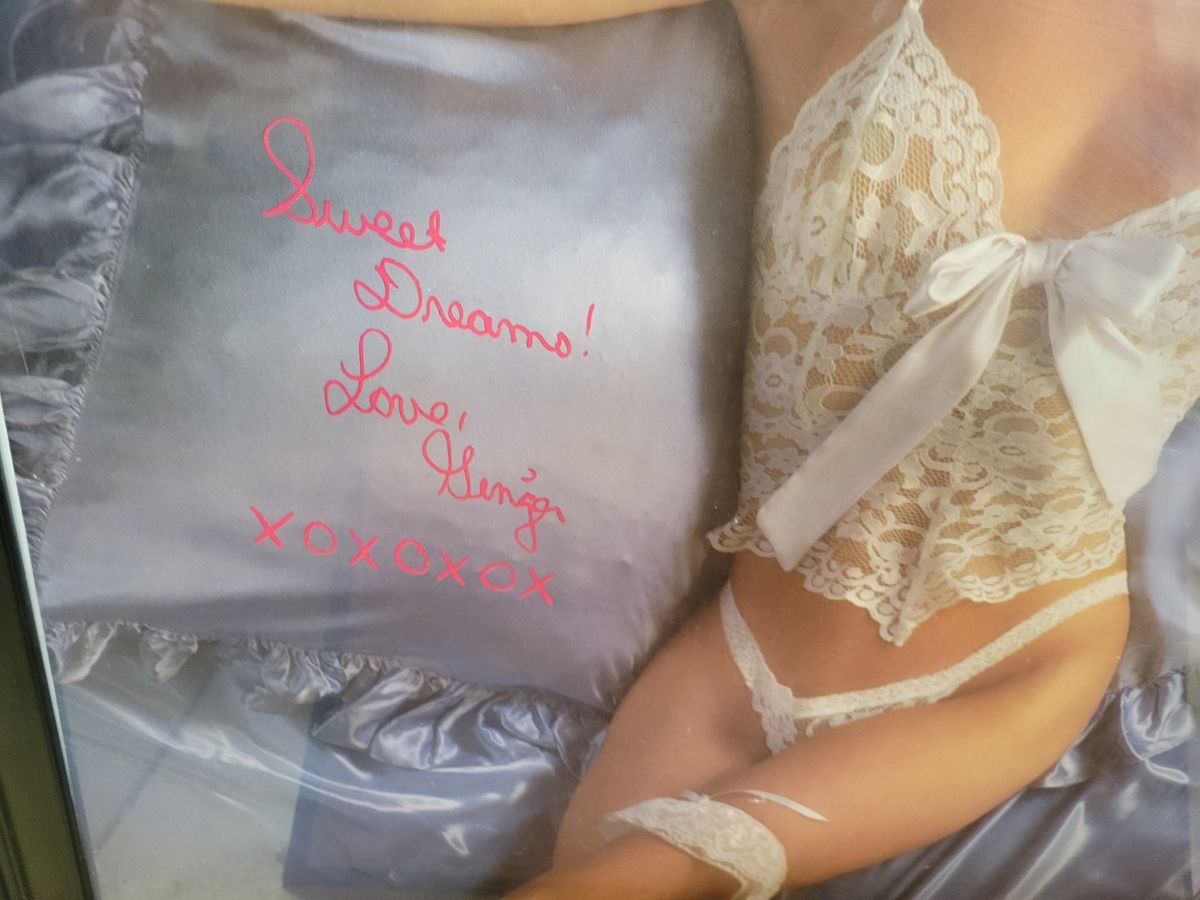 Sweet
Dreams!
Love,
Ginger
XOXOXOX